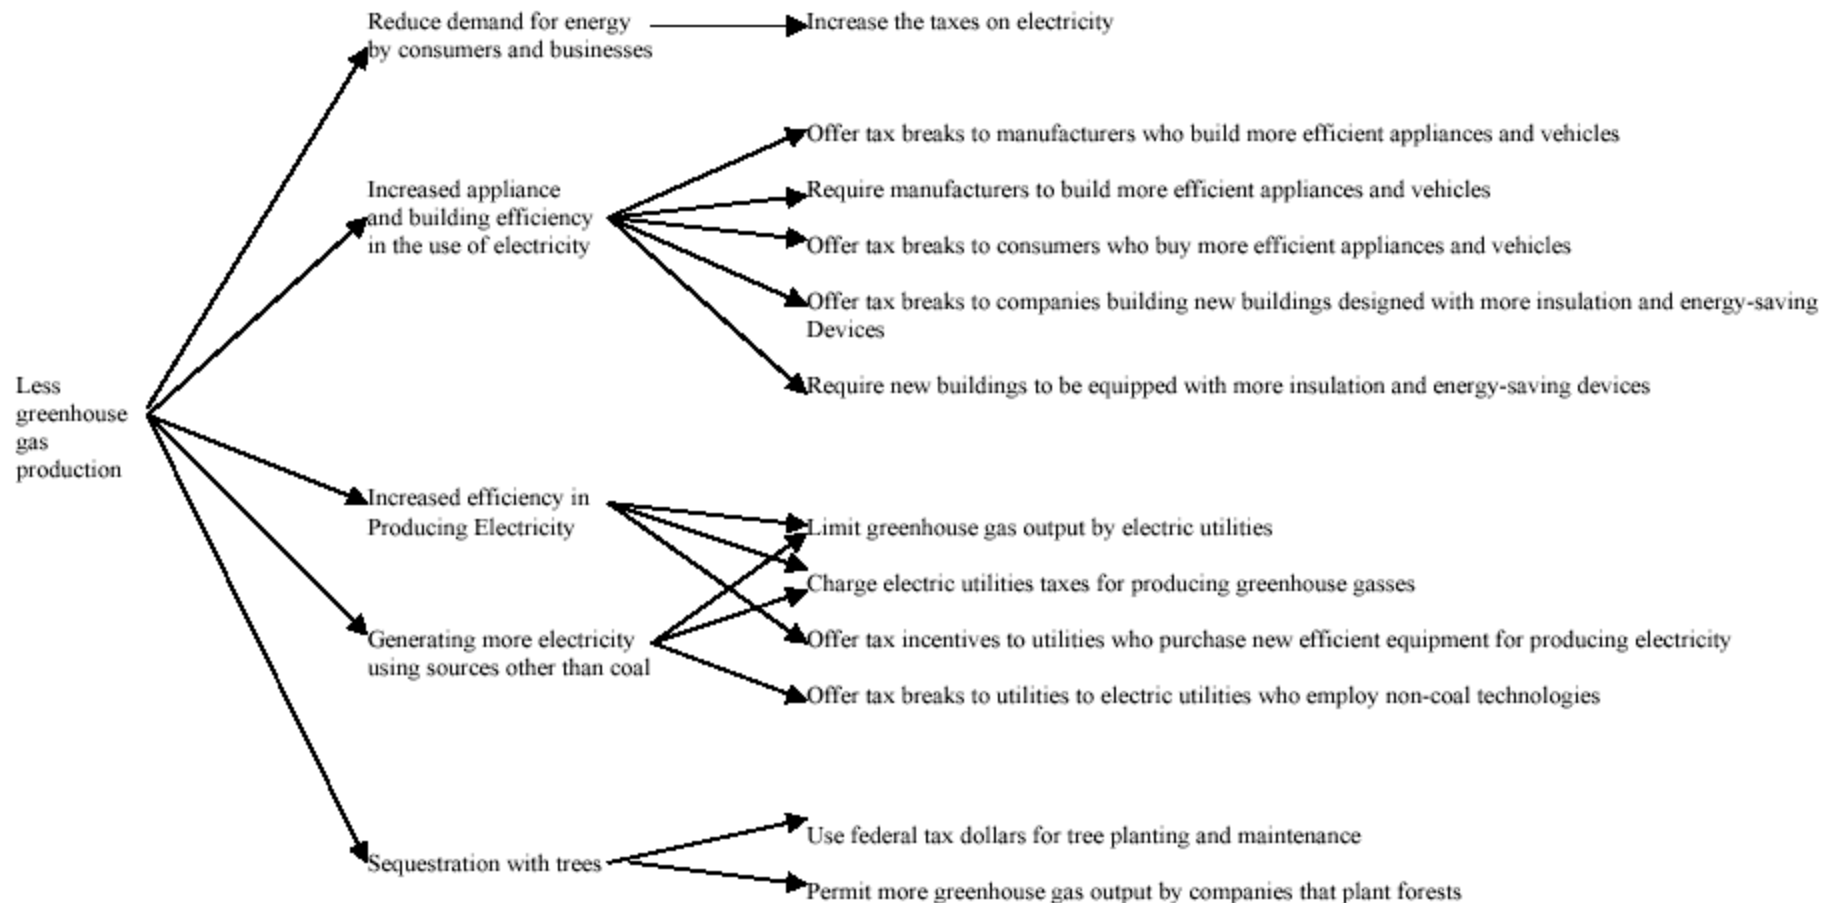 Reduce demand for energy
by consumers and businesses
Increase the taxes on electricity
Increased appliance
and building efficiency
in the use of electricity
Offer tax breaks to manufacturers who build more efficient appliances and vehicles
Require manufacturers to build more efficient appliances and vehicles
Offer tax breaks to consumers who buy more efficient appliances and vehicles
Offer tax breaks to companies building new buildings designed with more insulation and energy-saving
Devices
Require new buildings to be equipped with more insulation and energy-saving devices
Less
greenhouse
gas
production
Increased efficiency in
Producing Electricity
Generating more electricity
using sources other than coal
Limit greenhouse gas output by electric utilities
Charge electric utilities taxes for producing greenhouse gasses
Offer tax incentives to utilities who purchase new efficient equipment for producing electricity
Offer tax breaks to utilities to electric utilities who employ non-coal technologies
Sequestration with trees
Use federal tax dollars for tree planting and maintenance
Permit more greenhouse gas output by companies that plant forests